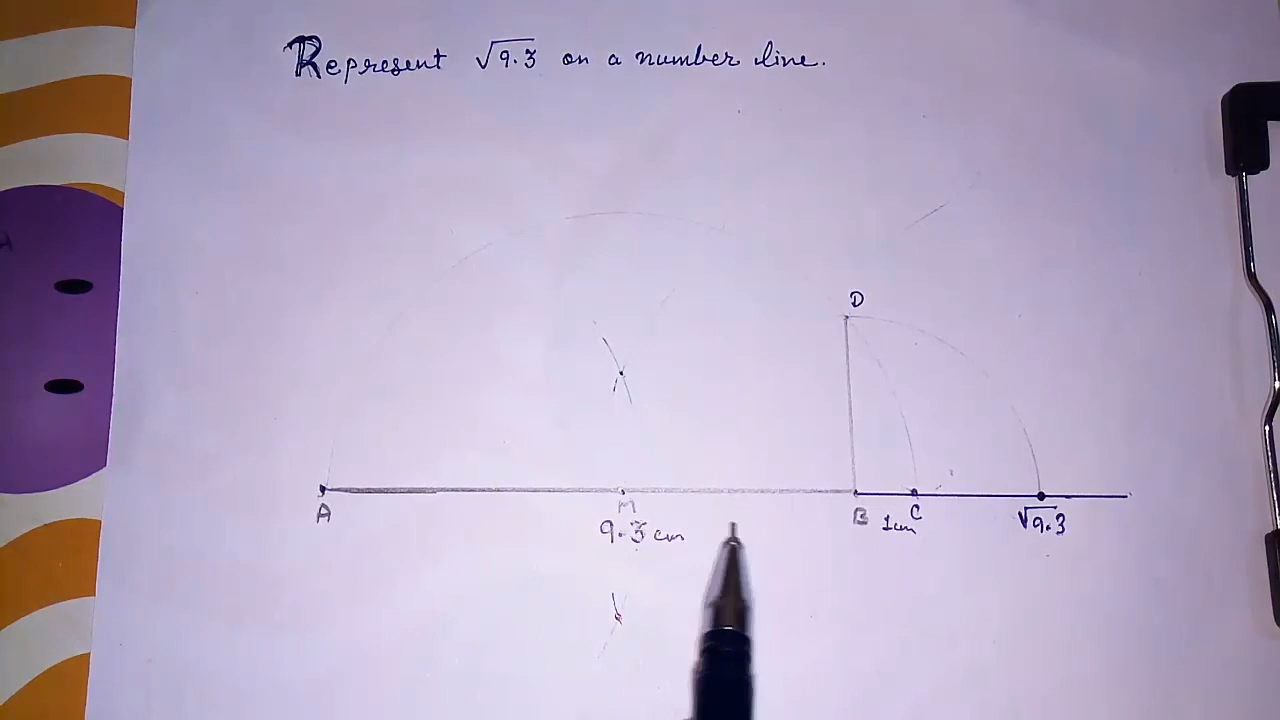 Represent √9.3 on a number line.
D
A M B 1cm C √9.3
9.3 cm